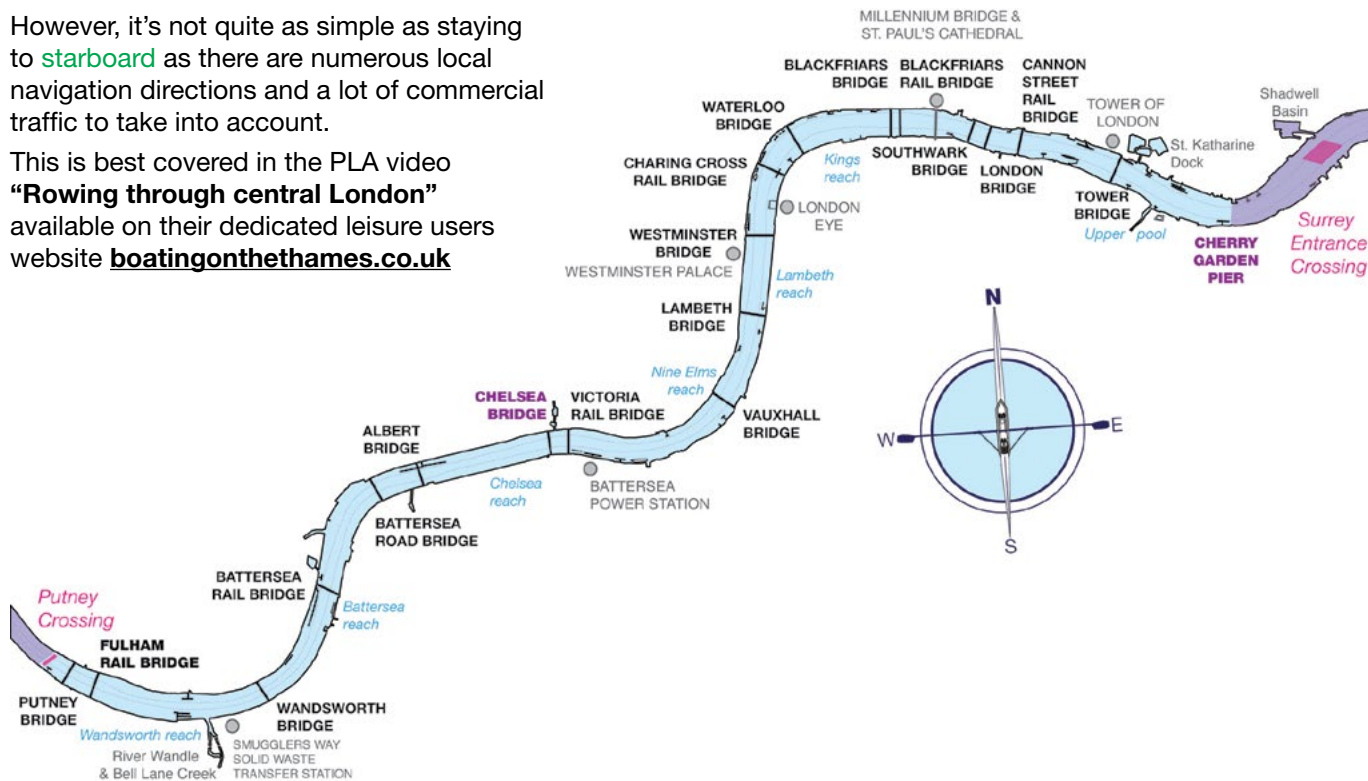 However, it’s not quite as simple as staying
to starboard as there are numerous local
navigation directions and a lot of commercial
traffic to take into account.
This is best covered in the PLA video
“Rowing through central London”
available on their dedicated leisure users
website boatingonthethames.co.uk
MILLENNIUM BRIDGE &
ST. PAUL'S CATHEDRAL
BLACKFRIARS
BRIDGE
BLACKFRIARS
RAIL BRIDGE
CANNON
STREET
RAIL
BRIDGE
TOWER OF
LONDON
Shadwell
Basin
St. Katharine
Dock
WATERLOO
BRIDGE
CHARING CROSS
RAIL BRIDGE
Kings
reach
SOUTHWARK
BRIDGE
LONDON
BRIDGE
TOWER
BRIDGE
Upper pool
CHERRY
GARDEN
PIER
Surrey
Entrance
Crossing
LONDON
EYE
WESTMINSTER
BRIDGE
WESTMINSTER PALACE
Lambeth
reach
LAMBETH
BRIDGE
Nine Elms
reach
VAUXHALL
BRIDGE
CHELSEA
BRIDGE
VICTORIA
RAIL BRIDGE
ALBERT
BRIDGE
Chelsea
reach
BATTERSEA
POWER STATION
BATTERSEA
ROAD BRIDGE
BATTERSEA
RAIL BRIDGE
Battersea
reach
Putney
Crossing
FULHAM
RAIL BRIDGE
PUTNEY
BRIDGE
Wandsworth reach
WANDSWORTH
BRIDGE
River Wandle
& Bell Lane Creek
SMUGGLERS WAY
SOLID WASTE
TRANSFER STATION
N
W
E
S